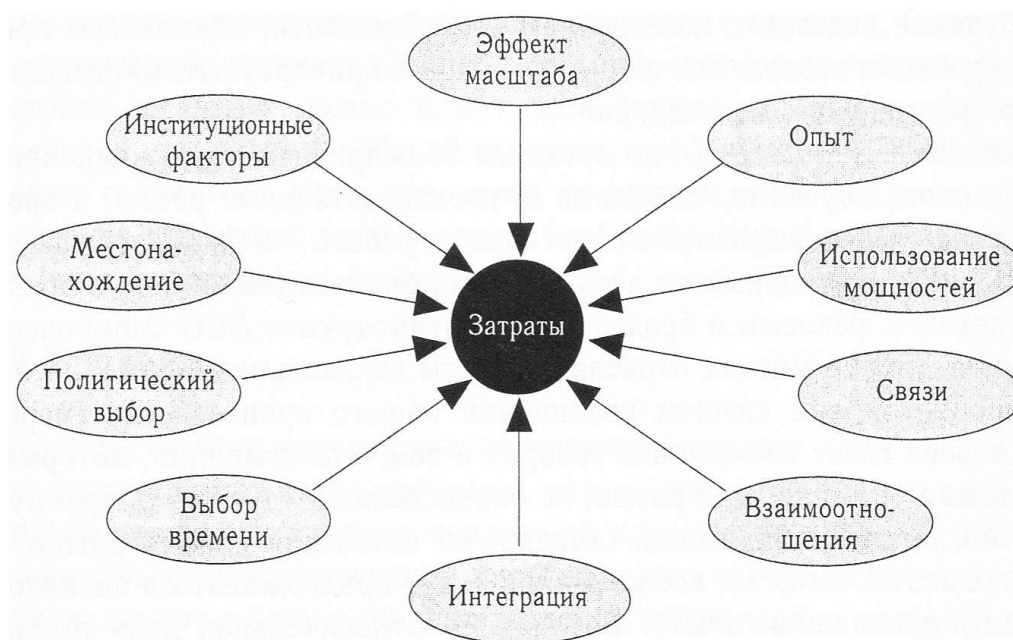 Эффект
масштаба
Институционные
факторы
Опыт
Местона-
хождение
Использование
мощностей
Затраты
Политический
выбор
Связи
Выбор
времени
Взаимоотно-
шения
Интеграция